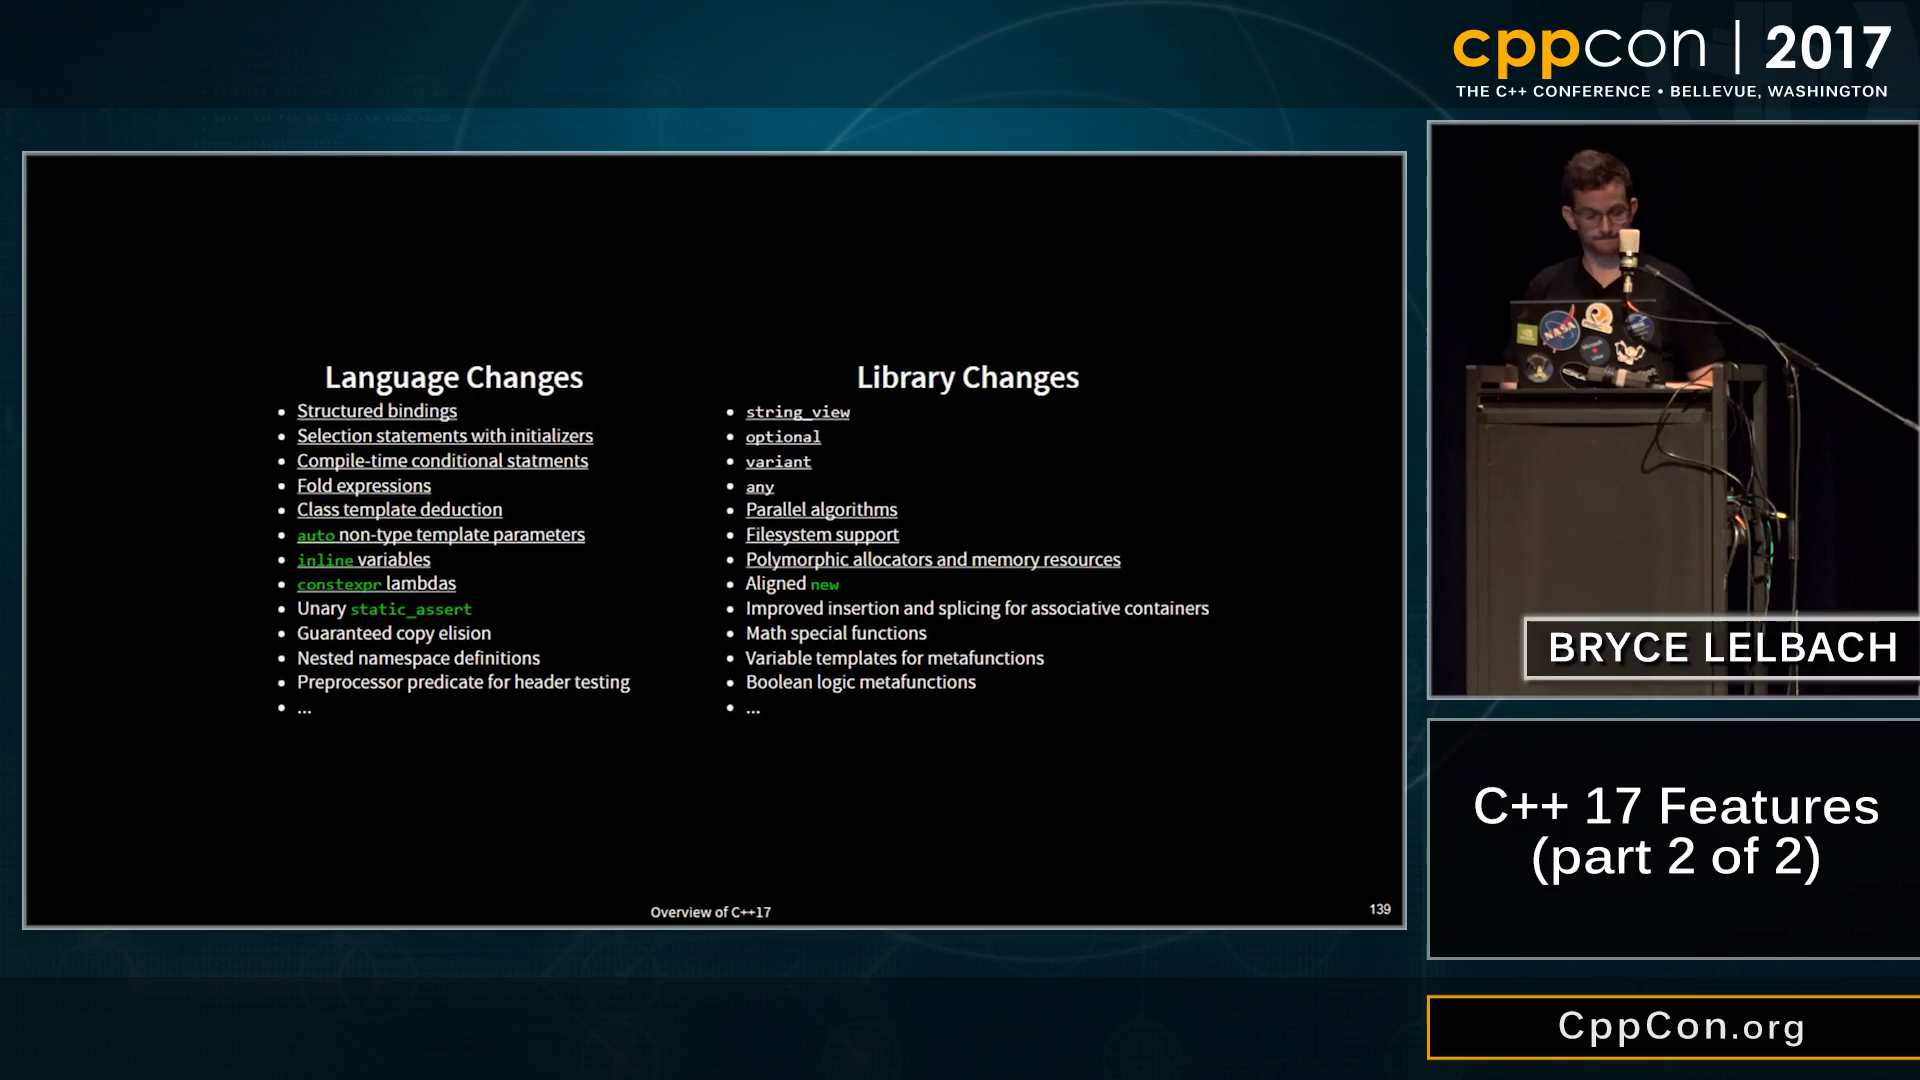 cppcon | 2017
THE C++ CONFERENCE • BELLEVUE, WASHINGTON
Language Changes
• Structured bindings
• Selection statements with initializers
• Compile-time conditional statments
• Fold expressions
• Class template deduction
• auto non-type template parameters
• inline variables
• constexpr lambdas
• Unary static_assert
• Guaranteed copy elision
• Nested namespace definitions
• Preprocessor predicate for header testing
• ...
Library Changes
• string_view
• optional
• variant
• any
• Parallel algorithms
• Filesystem support
• Polymorphic allocators and memory resources
• Aligned new
• Improved insertion and splicing for associative containers
• Math special functions
• Variable templates for metafunctions
• Boolean logic metafunctions
• ...
Overview of C++17
139
NASA
BRYCE LELBACH
C++ 17 Features
(part 2 of 2)
CppCon.org